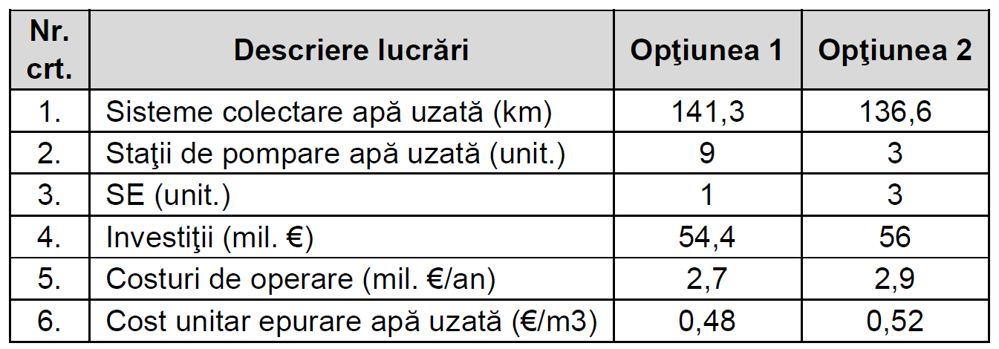 Nr. crt. Descriere lucrări Opţiunea 1 Opţiunea 2
1. Sisteme colectare apă uzată (km) 141,3 136,6
2. Staţii de pompare apă uzată (unit.) 9 3
3. SE (unit.) 1 3
4. Investiţii (mil. €) 54,4 56
5. Costuri de operare (mil. €/an) 2,7 2,9
6. Cost unitar epurare apă uzată (€/m3) 0,48 0,52